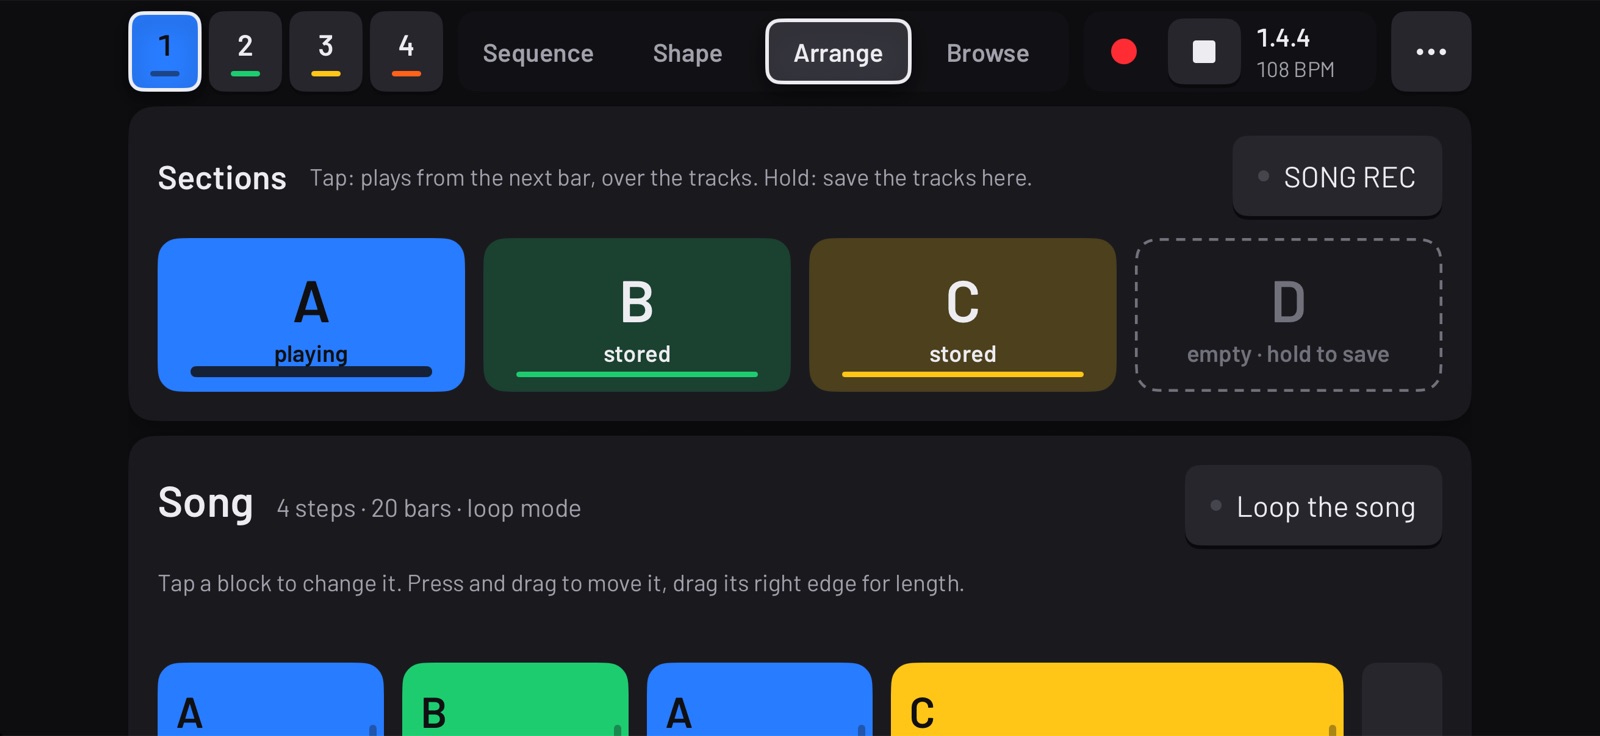 1 2 3 4 Sequence Shape Arrange Browse 1.4.4
108 BPM
Sections Tap: plays from the next bar, over the tracks. Hold: save the tracks here. SONG REC
A B C D
playing stored stored empty · hold to save
Song 4 steps · 20 bars · loop mode Loop the song
Tap a block to change it. Press and drag to move it, drag its right edge for length.
A B A C